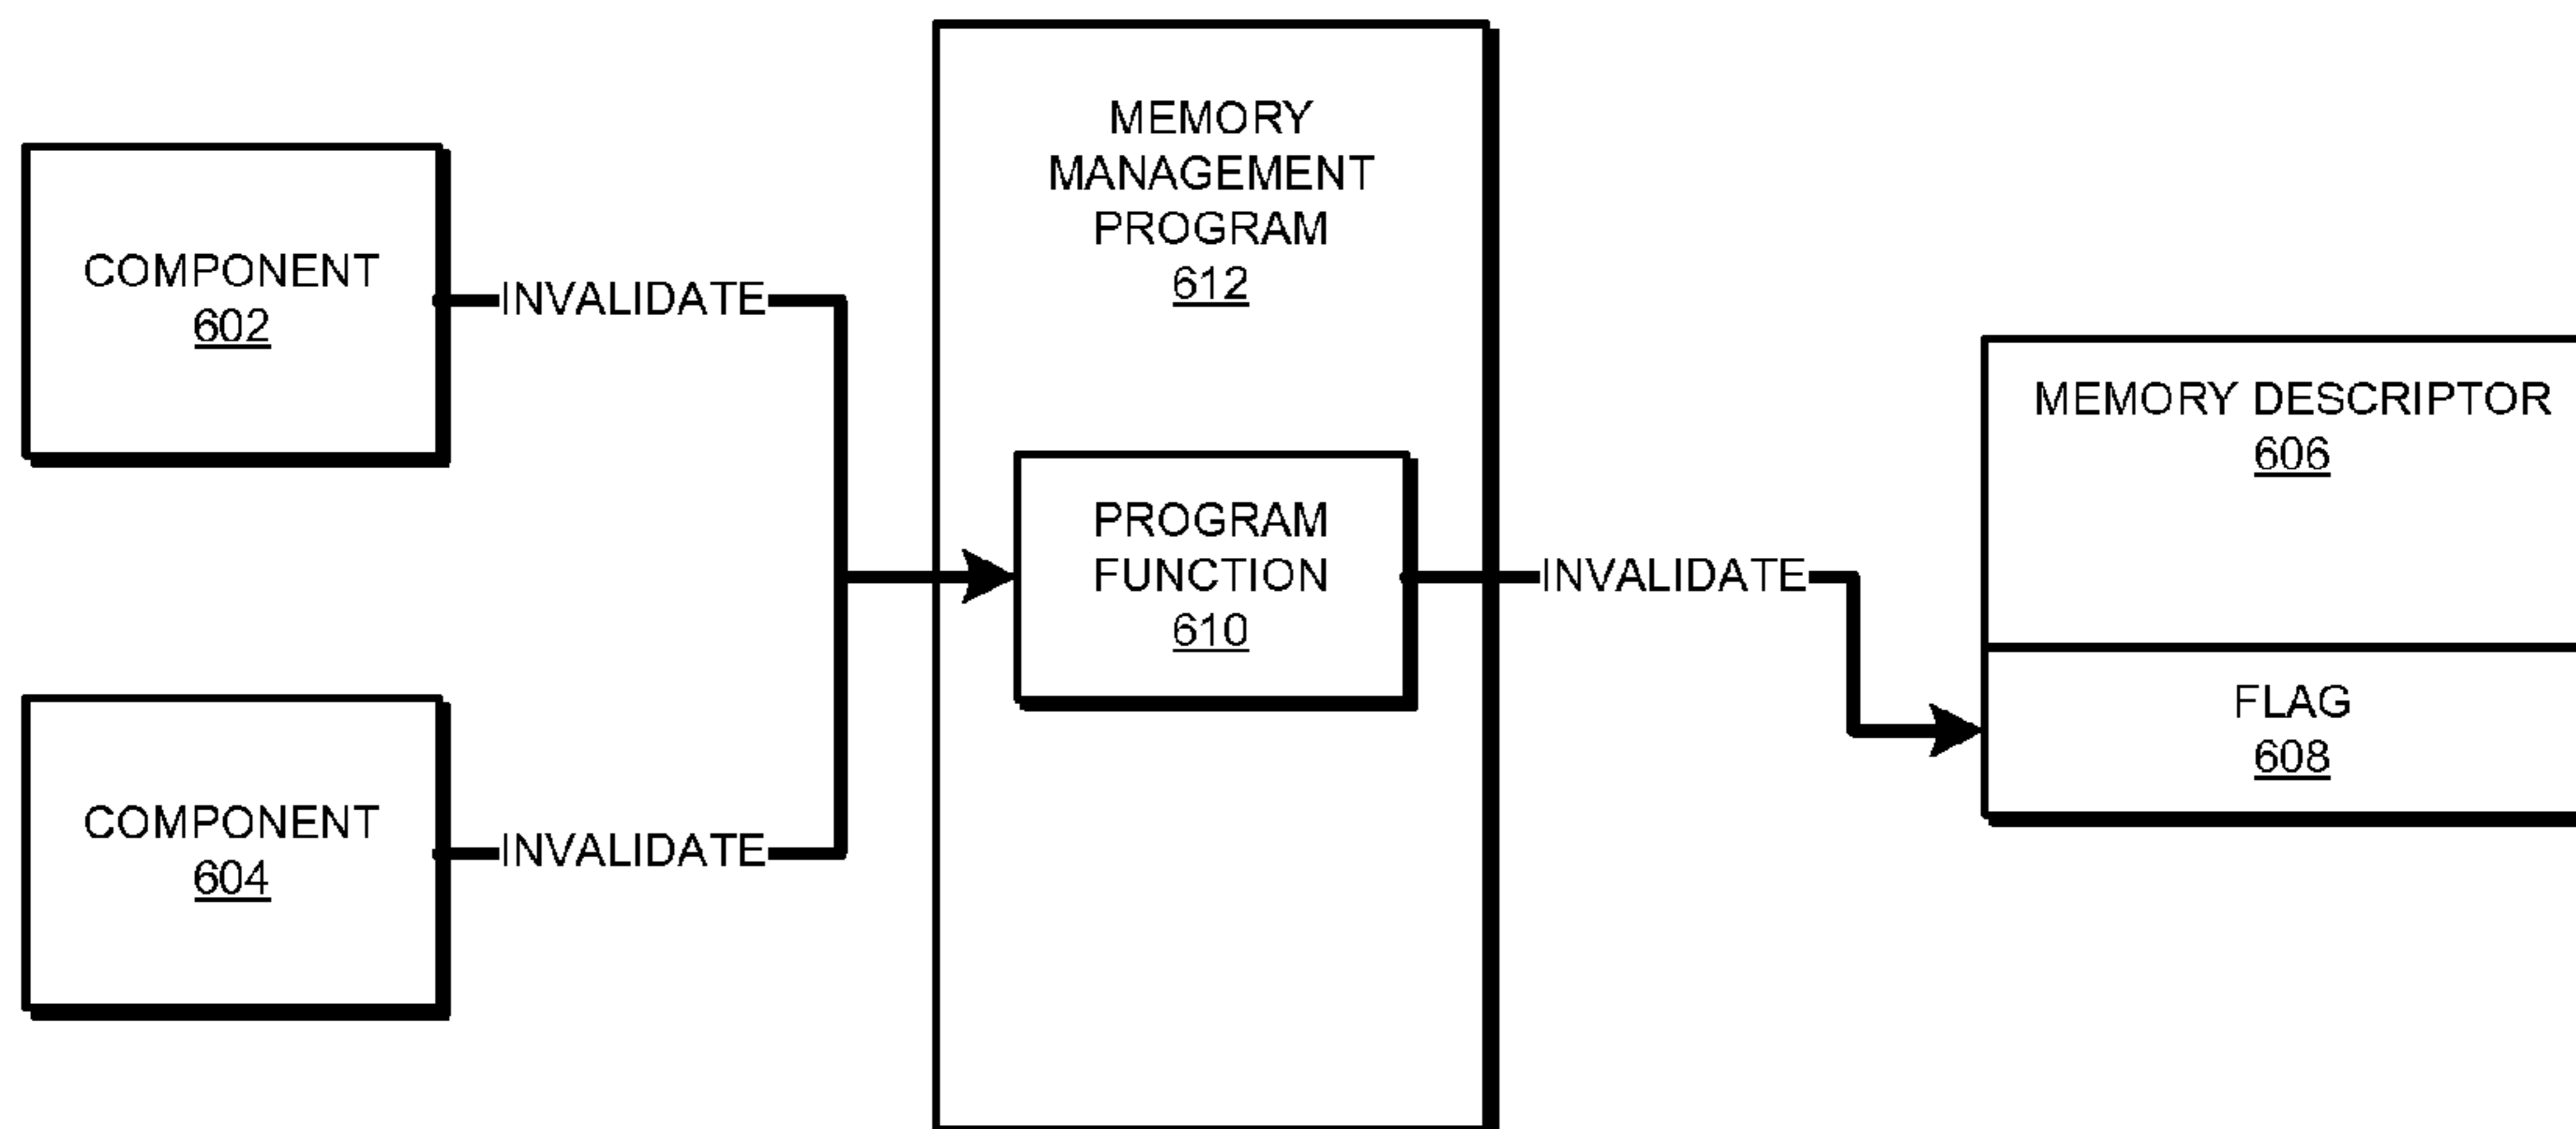 COMPONENT
602
INVALIDATE
COMPONENT
604
INVALIDATE
MEMORY
MANAGEMENT
PROGRAM
612
PROGRAM
FUNCTION
610
INVALIDATE
MEMORY DESCRIPTOR
606
FLAG
608